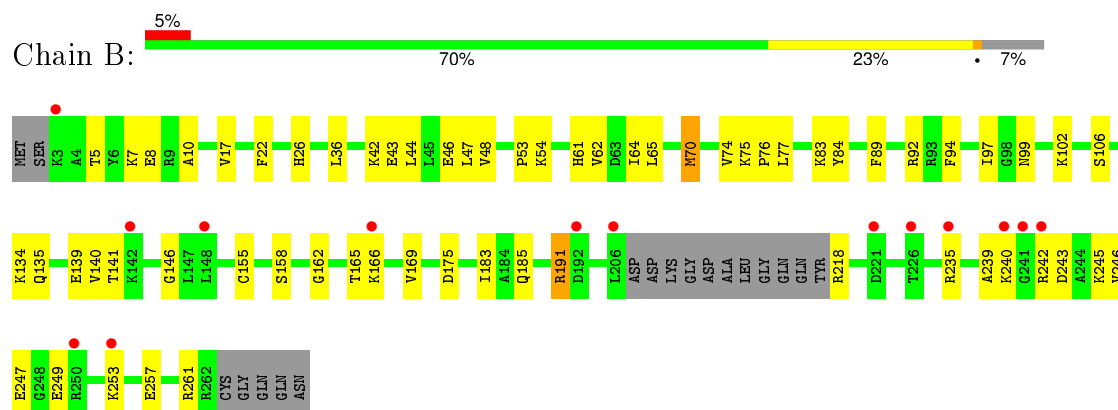 5%
Chain B:
70% 23% • 7%
MET SER K3 A4 T5 Y6 K7 E8 R9 A10 V17 F22 H26 L36 K42 E43 L44 L45 E46 L47 V48 P53 K54 H61 V62 D63 I64 L65 M70 V74 K75 P76 L77 K83 Y84 F89 R92 R93 F94 I97 G98 N99 K102 S106
K134 Q135 E139 V140 T141 K142 G146 L147 L148 C155 S158 G162 T165 K166 V169 D175 I183 A184 Q185 R191 D192 L206 ASP ASP LYS GLY ASP ALA LEU GLY GLN GLN TYR R218 D221 T226 R235 A239 K240 G241 R242 D243 A244 K245
E247 G248 E249 R250 K253 E257 R261 R262 CYS GLY GLN GLN ASN